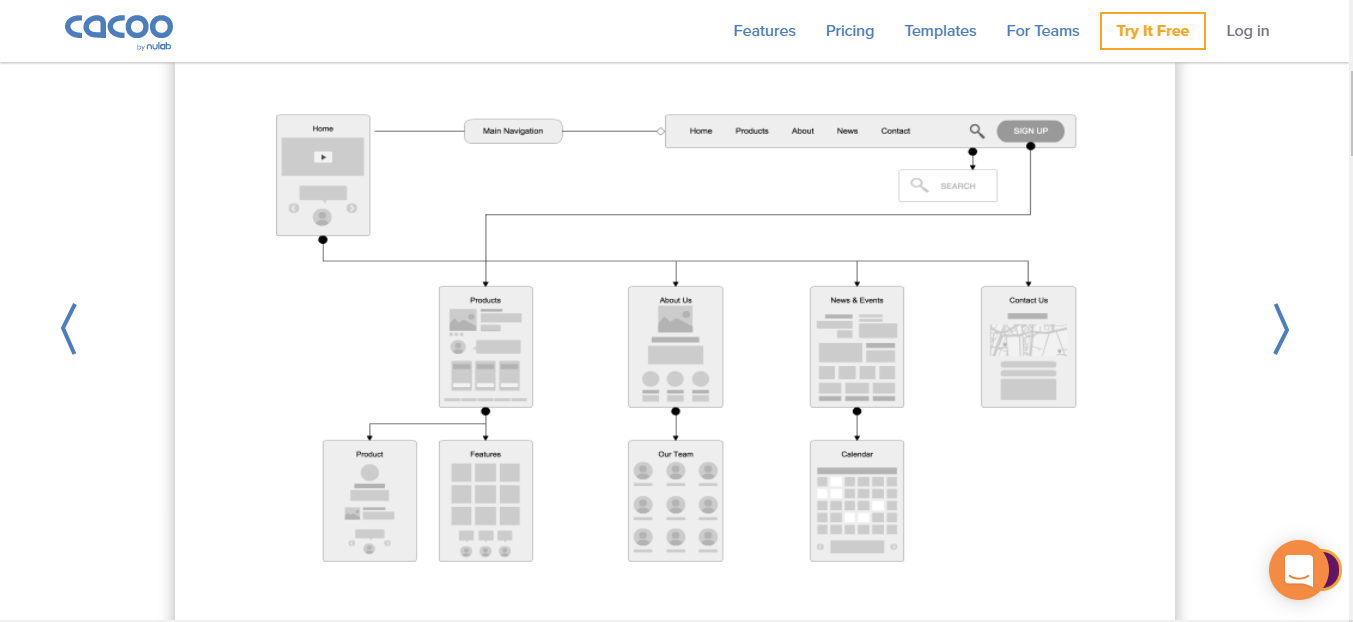 cacoo
by nulab
Features Pricing Templates For Teams Try It Free Log in
Home
Main Navigation
Home Products About News Contact SIGN UP
SEARCH
Products About Us News & Events Contact Us
Product Features Our Team Calendar